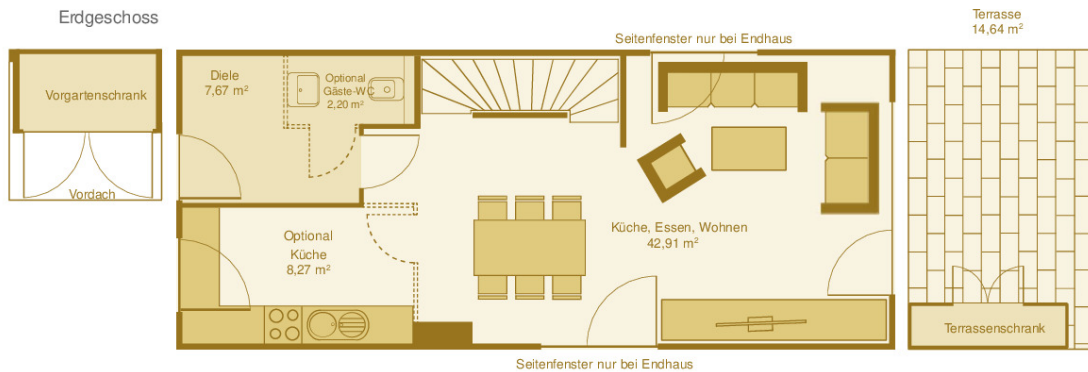 Erdgeschoss
Terrasse
14,64 m²
Seitenfenster nur bei Endhaus
Vorgartenschrank
Vordach
Diele
7,67 m²
Optional
Gäste-WC
2,20 m²
Optional
Küche
8,27 m²
Küche, Essen, Wohnen
42,91 m²
Terrassenschrank
Seitenfenster nur bei Endhaus